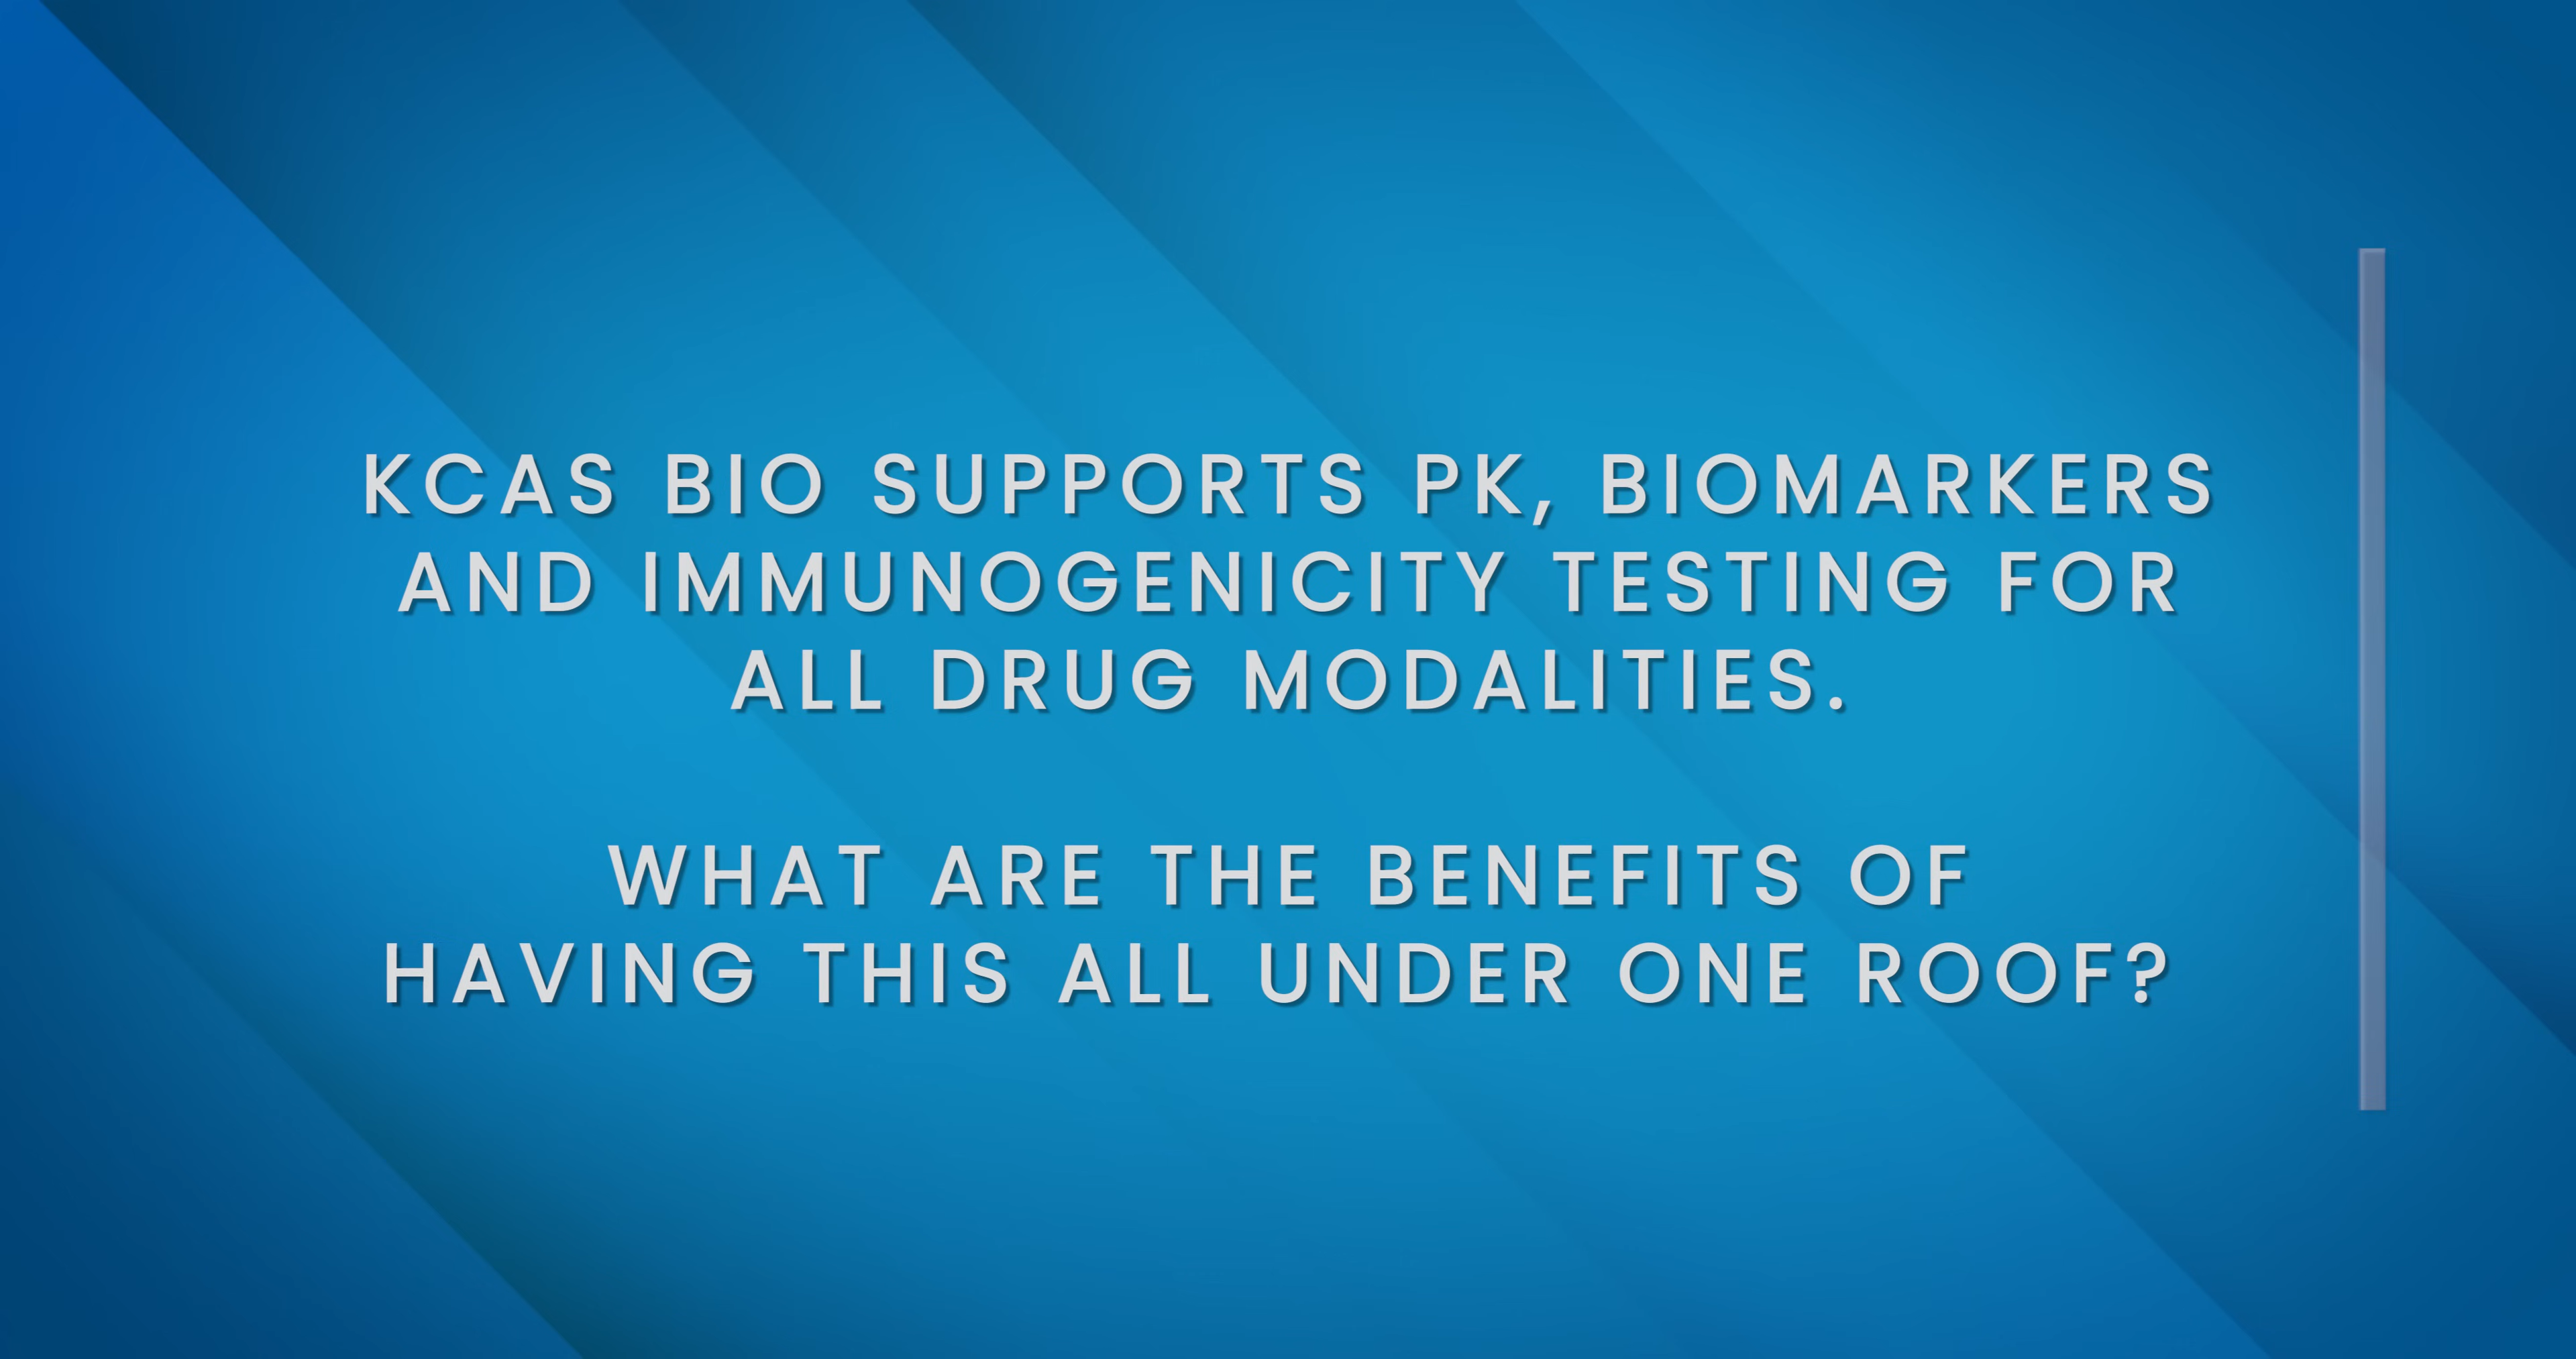 KCAS BIO SUPPORTS PK, BIOMARKERS
AND IMMUNOGENICITY TESTING FOR
ALL DRUG MODALITIES.
WHAT ARE THE BENEFITS OF
HAVING THIS ALL UNDER ONE ROOF?